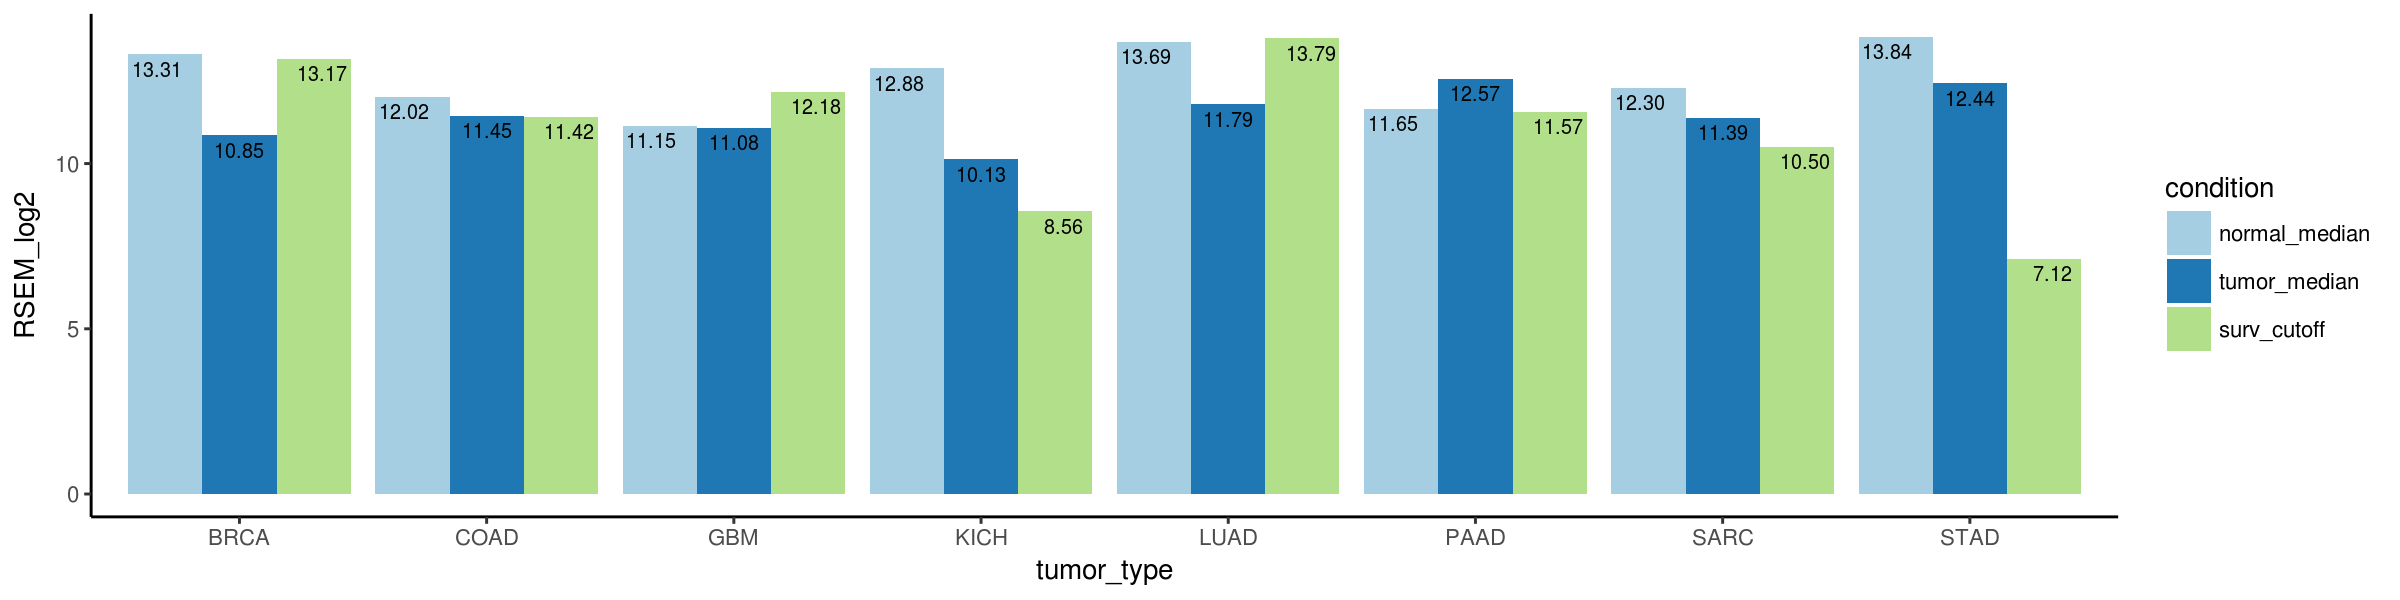 RSEM_log2
10
5
0
13.31
10.85
13.17
12.02
11.45
11.42
11.15
11.08
12.18
12.88
10.13
8.56
13.69
11.79
13.79
11.65
12.57
11.57
12.30
11.39
10.50
13.84
12.44
7.12
BRCA
COAD
GBM
KICH
LUAD
PAAD
SARC
STAD
tumor_type
condition
normal_median
tumor_median
surv_cutoff